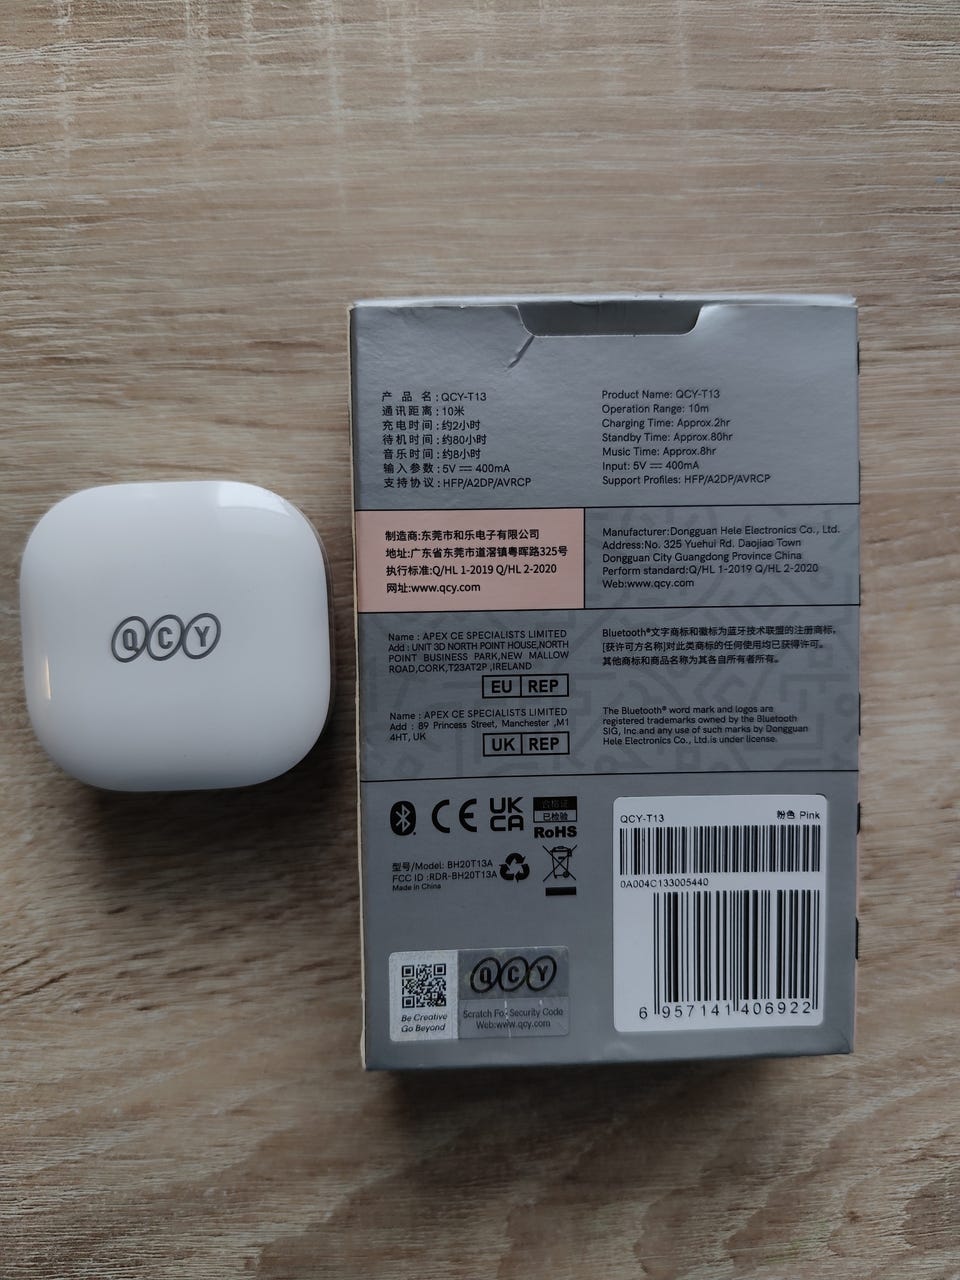 QCY
产品名:QCY-T13
通讯距离:10米
充电时间:约2小时
待机时间:约80小时
音乐时间:约8小时
输入参数:5V ⎓ 400mA
支持协议:HFP/A2DP/AVRCP
Product Name: QCY-T13
Operation Range: 10m
Charging Time: Approx.2hr
Standby Time: Approx.80hr
Music Time: Approx.8hr
Input: 5V ⎓ 400mA
Support Profiles: HFP/A2DP/AVRCP
制造商:东莞市和乐电子有限公司
地址:广东省东莞市道滘镇粤晖路325号
执行标准:Q/HL 1-2019 Q/HL 2-2020
网址:www.qcy.com
Manufacturer:Dongguan Hele Electronics Co., Ltd.
Address:No. 325 Yuehui Rd. Daojiao Town
Dongguan City Guangdong Province China
Perform standard:Q/HL 1-2019 Q/HL 2-2020
Web:www.qcy.com
Name : APEX CE SPECIALISTS LIMITED
Add : UNIT 3D NORTH POINT HOUSE,NORTH
POINT BUSINESS PARK,NEW MALLOW
ROAD,CORK,T23AT2P ,IRELAND
EU REP
Name : APEX CE SPECIALISTS LIMITED
Add : 89 Princess Street, Manchester ,M1
4HT, UK
UK REP
Bluetooth®文字商标和徽标为蓝牙技术联盟的注册商标,
[获许可方名称]对此类商标的任何使用均已获得许可。
其他商标和商品名称为其各自所有者所有。
The Bluetooth® word mark and logos are
registered trademarks owned by the Bluetooth
SIG, Inc.and any use of such marks by Dongguan
Hele Electronics Co., Ltd.is under license.
CE
UK
CA
合格证
已检验
RoHS
型号/Model: BH20T13A
FCC ID :RDR-BH20T13A
Made in China
QCY-T13 粉色 Pink
0A004C133005440
6 957141 406922
Be Creative
Go Beyond
QCY
Scratch For Security Code
Web:www.qcy.com